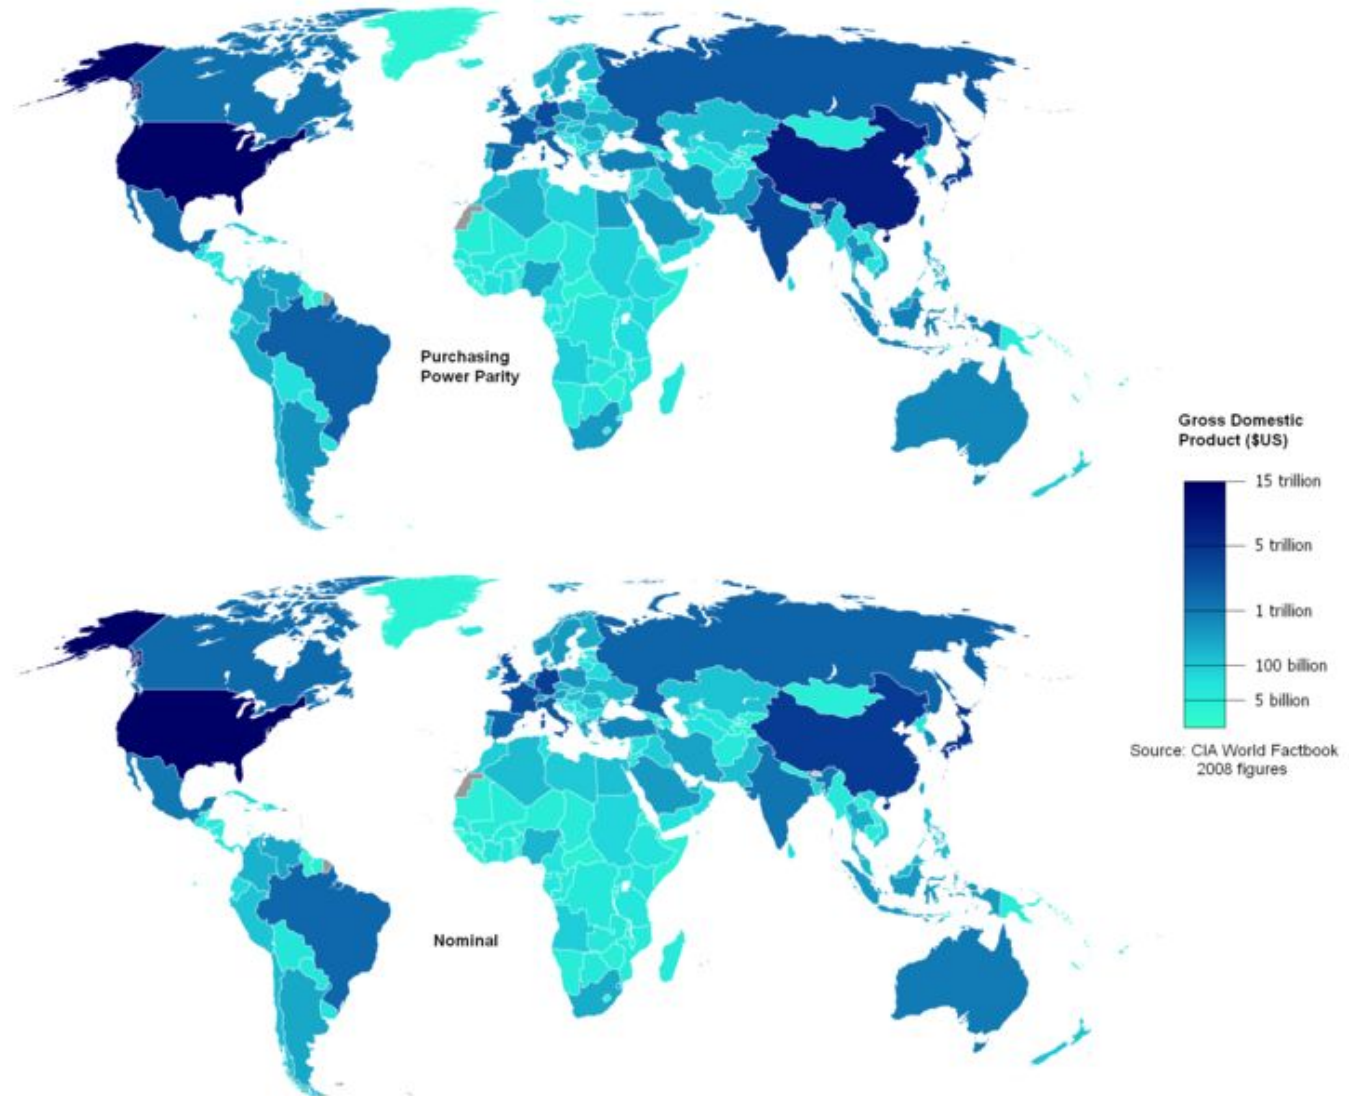 Purchasing
Power Parity
Gross Domestic
Product ($US)
15 trillion
5 trillion
1 trillion
100 billion
5 billion
Source: CIA World Factbook
2008 figures
Nominal